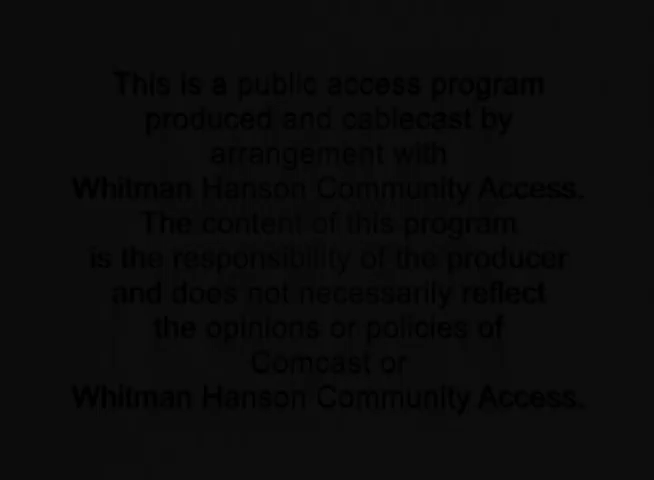 This is a public access program
produced and cablecast by
arrangement with
Whitman Hanson Community Access.
The content of this program
is the responsibility of the producer
and does not necessarily reflect
the opinions or policies of
Comcast or
Whitman Hanson Community Access.